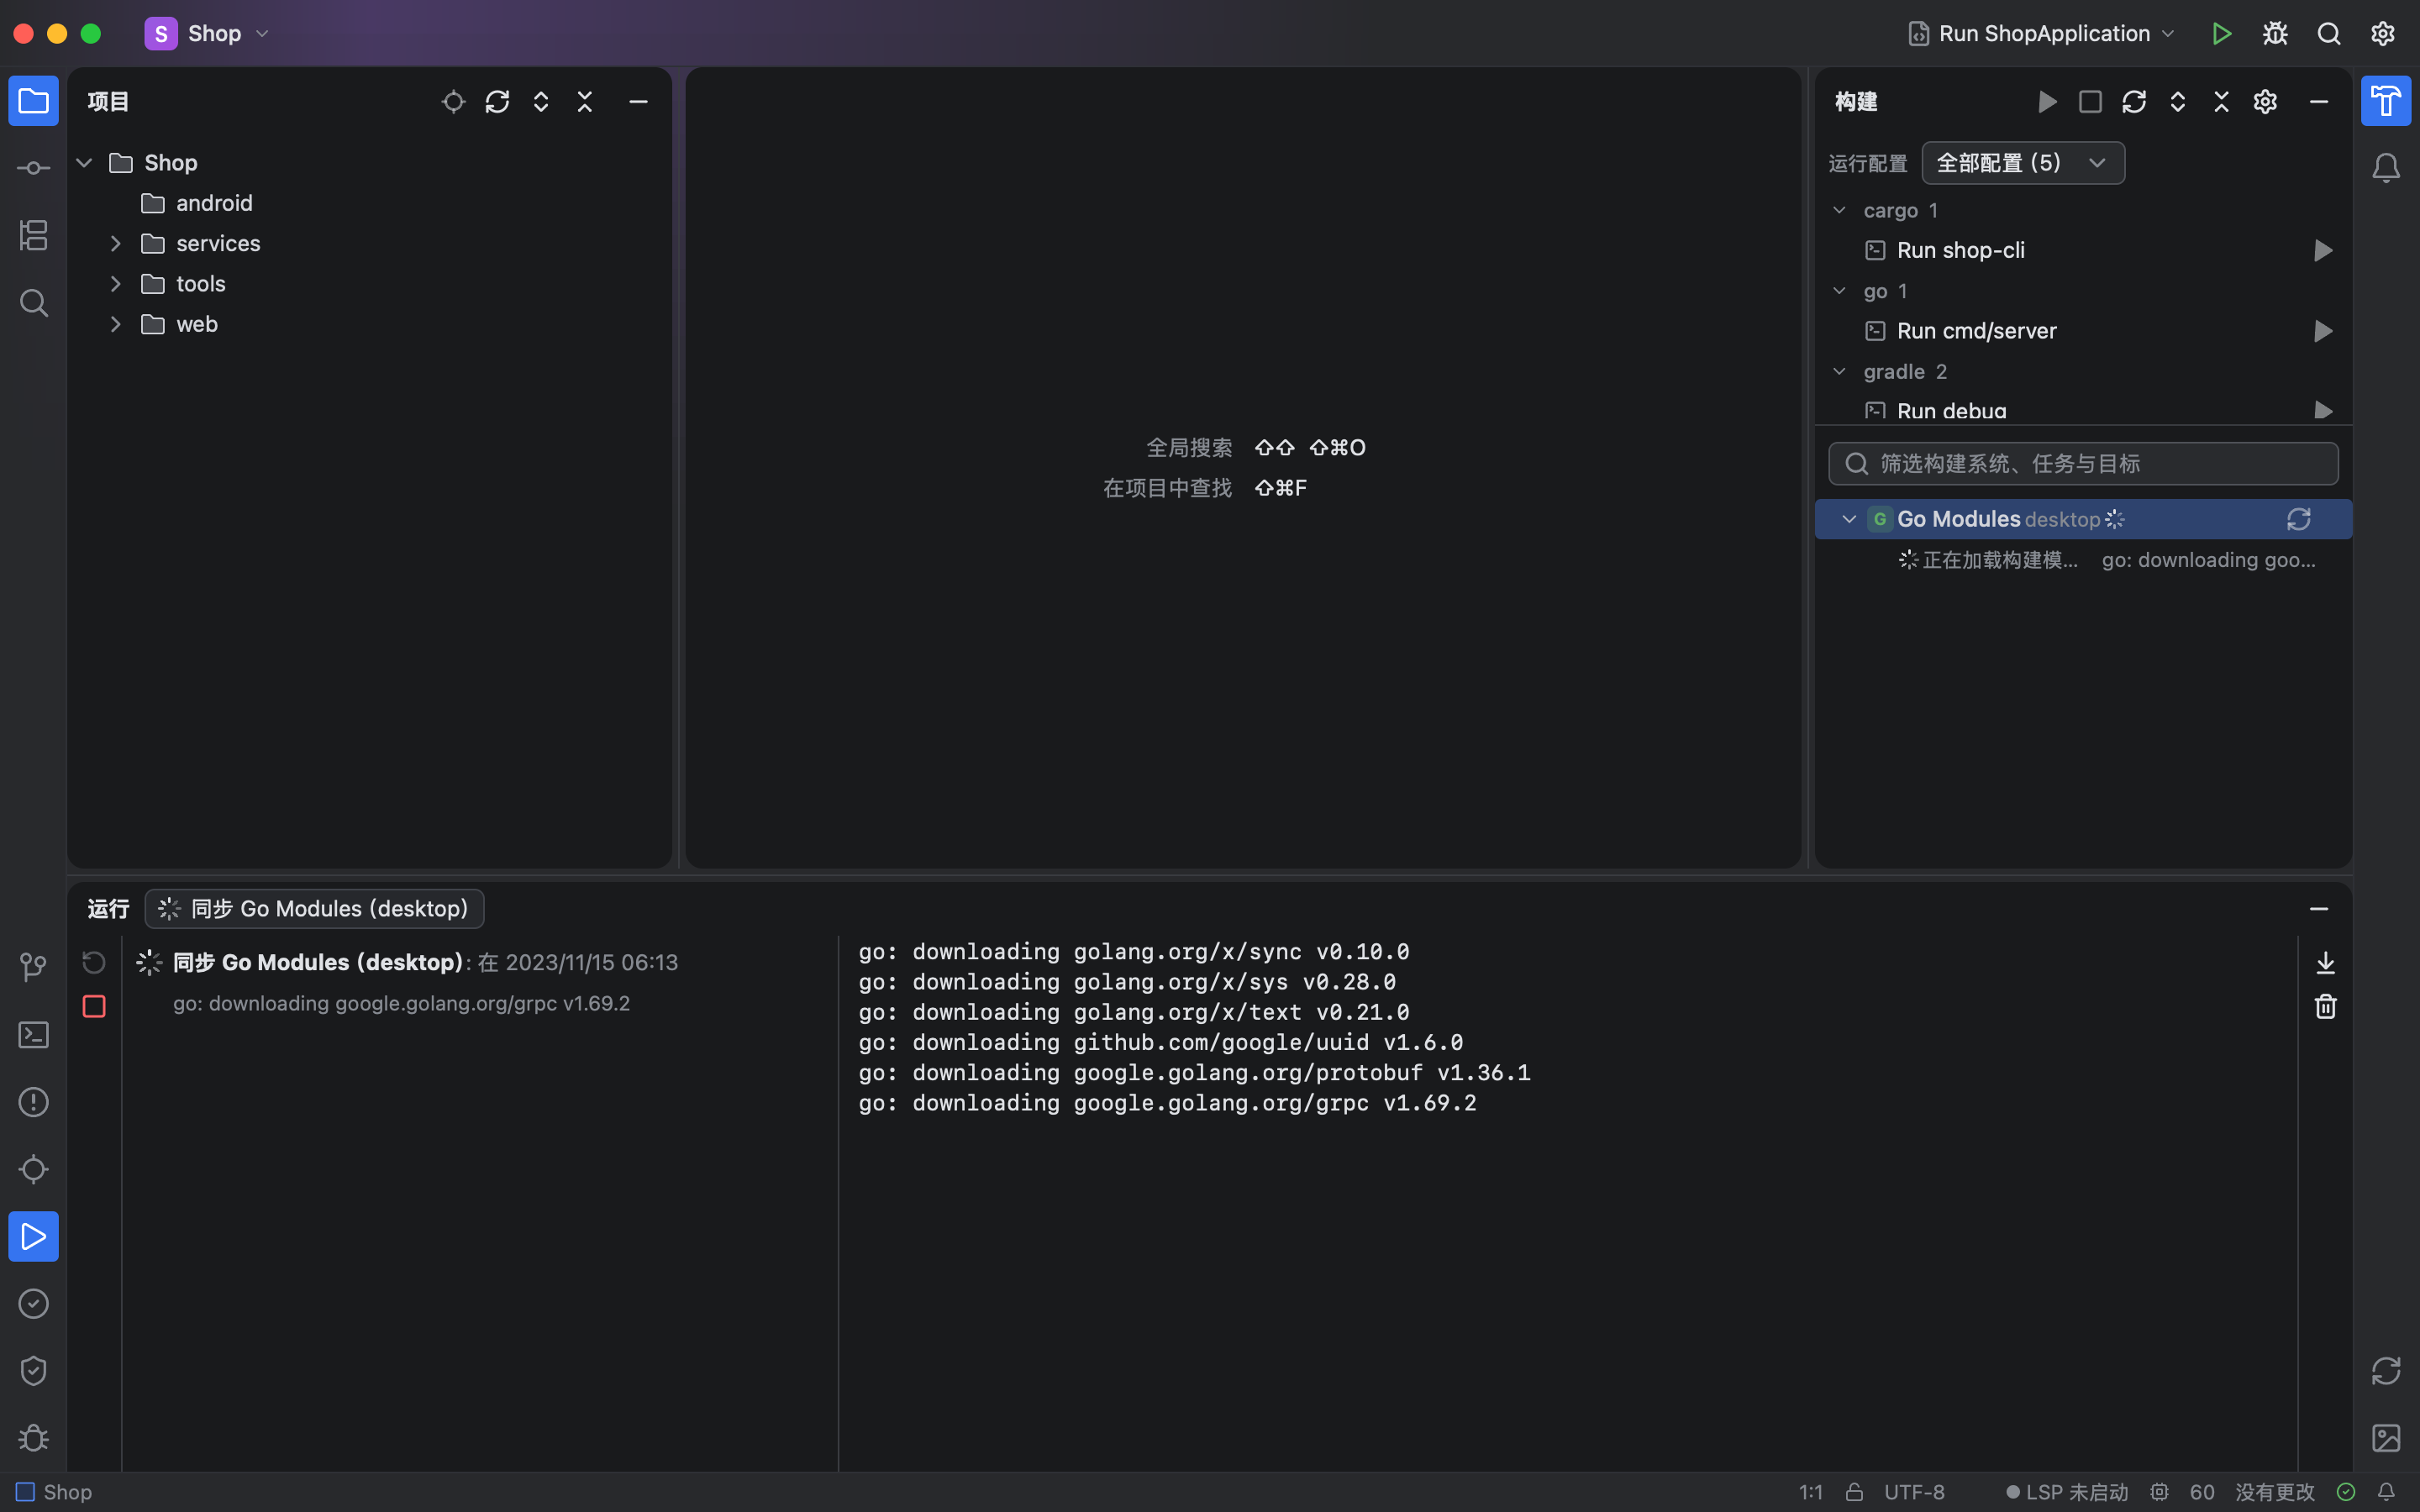 S Shop
Run ShopApplication
项目
Shop
android
services
tools
web
全局搜索 ⇧⇧ ⇧⌘O
在项目中查找 ⇧⌘F
构建
运行配置 全部配置 (5)
cargo 1
Run shop-cli
go 1
Run cmd/server
gradle 2
Run debug
筛选构建系统、任务与目标
G Go Modules desktop
正在加载构建模... go: downloading goo...
运行 同步 Go Modules (desktop)
同步 Go Modules (desktop): 在 2023/11/15 06:13
go: downloading google.golang.org/grpc v1.69.2
go: downloading golang.org/x/sync v0.10.0
go: downloading golang.org/x/sys v0.28.0
go: downloading golang.org/x/text v0.21.0
go: downloading github.com/google/uuid v1.6.0
go: downloading google.golang.org/protobuf v1.36.1
go: downloading google.golang.org/grpc v1.69.2
Shop
1:1 UTF-8 LSP 未启动 60 没有更改